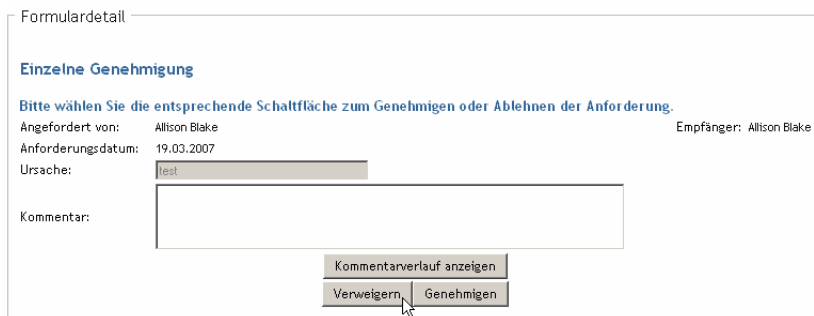 Formulardetail
Einzelne Genehmigung
Bitte wählen Sie die entsprechende Schaltfläche zum Genehmigen oder Ablehnen der Anforderung.
Angefordert von: Allison Blake Empfänger: Allison Blake
Anforderungsdatum: 19.03.2007
Ursache: test
Kommentar:
Kommentarverlauf anzeigen
Verweigern Genehmigen